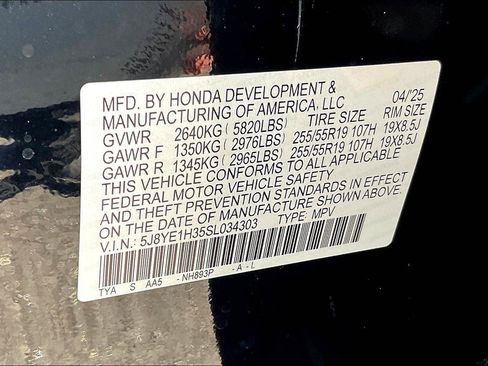 MFD. BY HONDA DEVELOPMENT & 04/'25
MANUFACTURING OF AMERICA, LLC RIM SIZE
GVWR 2640KG (5820LBS) TIRE SIZE
GAWR F 1350KG (2976LBS) 255/55R19 107H 19X8.5J
GAWR R 1345KG (2965LBS) 255/55R19 107H 19X8.5J
THIS VEHICLE CONFORMS TO ALL APPLICABLE
FEDERAL MOTOR VEHICLE SAFETY
AND THEFT PREVENTION STANDARDS IN EFFECT
ON THE DATE OF MANUFACTURE SHOWN ABOVE.
V.I.N.: 5J8YE1H35SL034303 TYPE: MPV
TYA S AA5 - NH893P - A - L